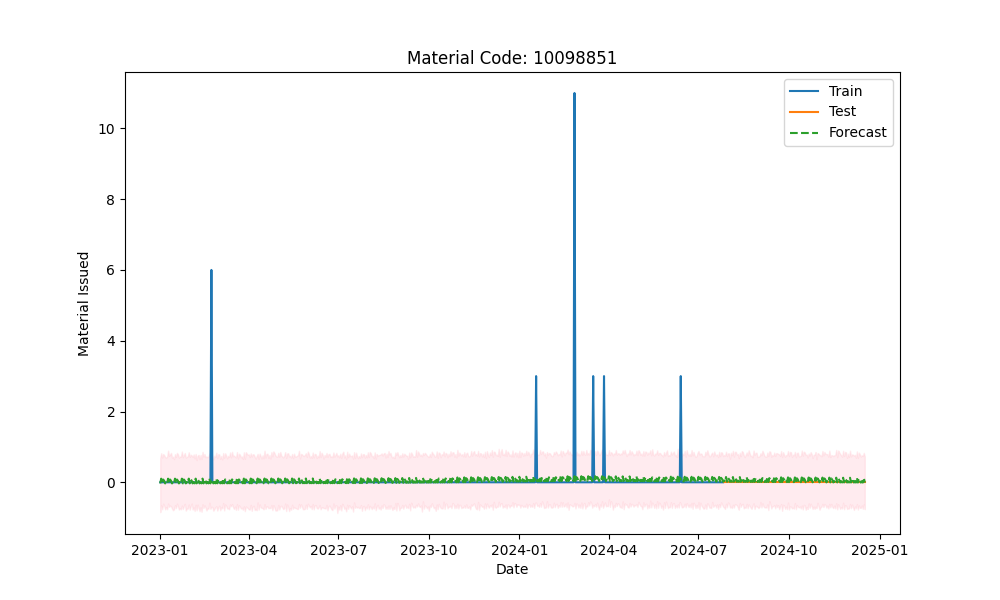 Material Code: 10098851
Train
Test
Forecast
Material Issued
10
8
6
4
2
0
2023-01 2023-04 2023-07 2023-10 2024-01 2024-04 2024-07 2024-10 2025-01
Date